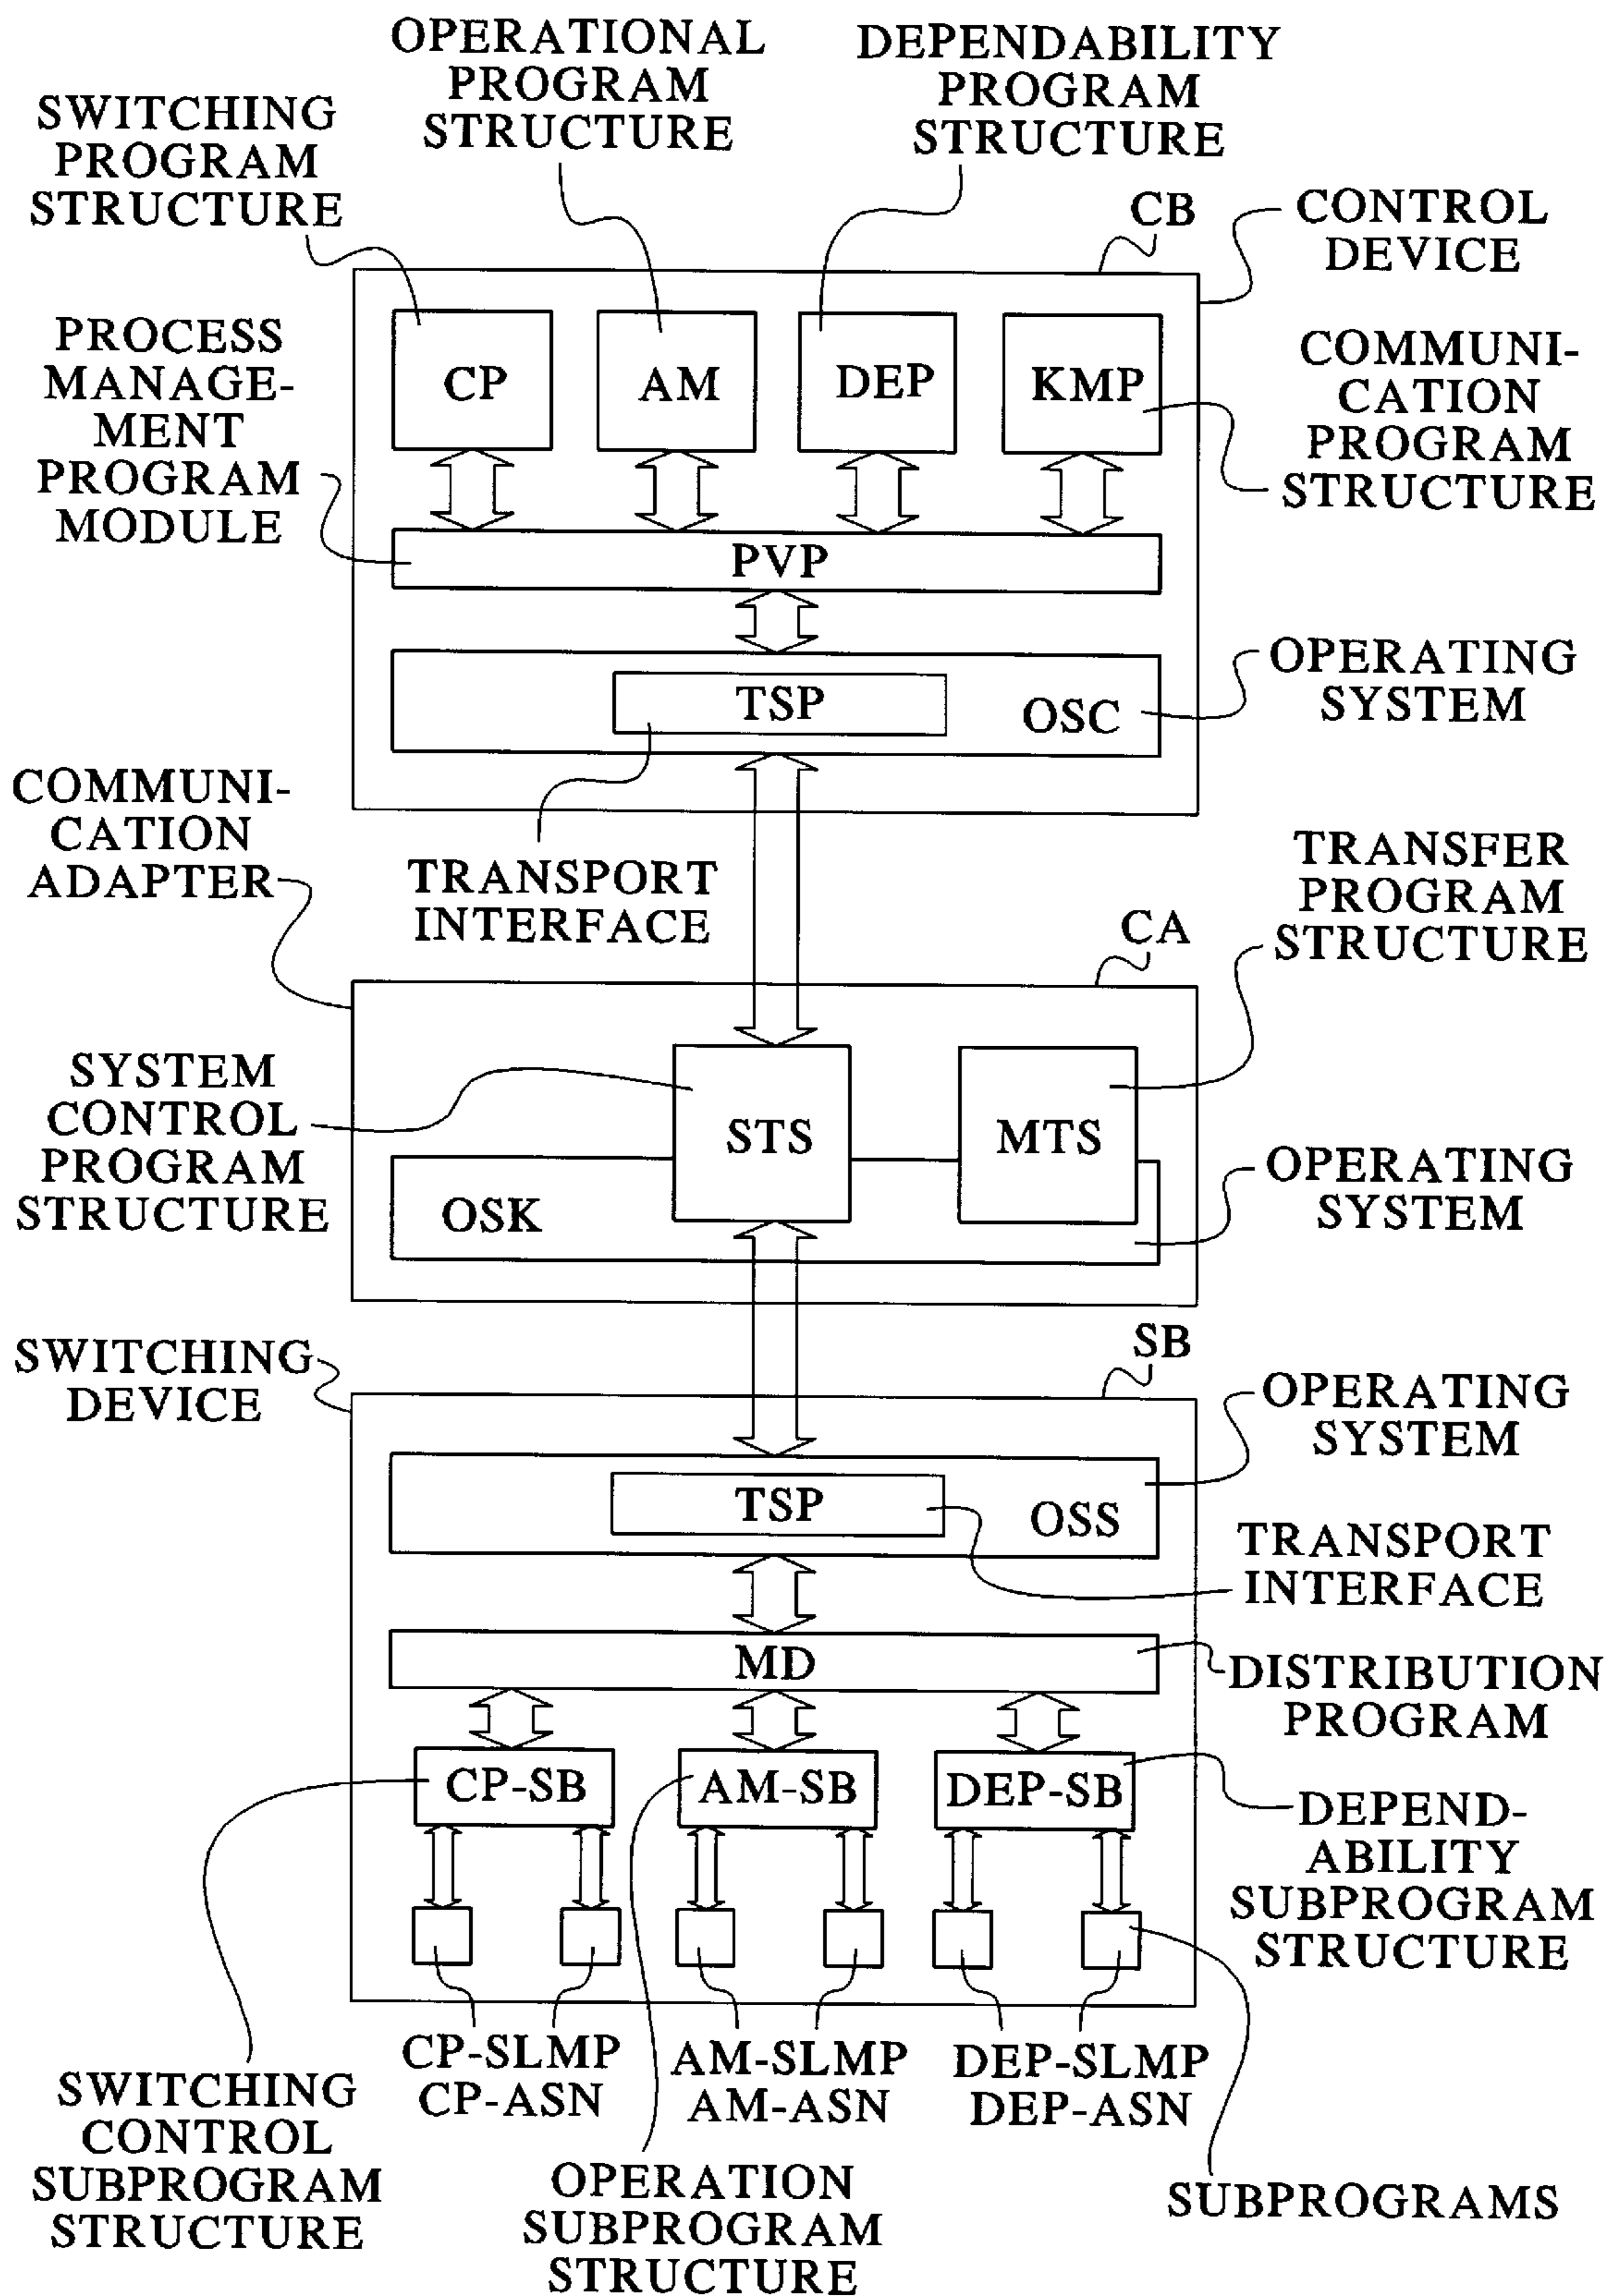 OPERATIONAL
PROGRAM
STRUCTURE
DEPENDABILITY
PROGRAM
STRUCTURE
SWITCHING
PROGRAM
STRUCTURE
CB
CONTROL
DEVICE
PROCESS
MANAGE-
MENT
PROGRAM
MODULE
CP
AM
DEP
KMP
COMMUNI-
CATION
PROGRAM
STRUCTURE
PVP
TSP
OSC
OPERATING
SYSTEM
COMMUNI-
CATION
ADAPTER
TRANSPORT
INTERFACE
TRANSFER
PROGRAM
STRUCTURE
CA
SYSTEM
CONTROL
PROGRAM
STRUCTURE
STS
MTS
OSK
OPERATING
SYSTEM
SWITCHING
DEVICE
SB
OPERATING
SYSTEM
TSP
OSS
TRANSPORT
INTERFACE
MD
DISTRIBUTION
PROGRAM
CP-SB
AM-SB
DEP-SB
DEPEND-
ABILITY
SUBPROGRAM
STRUCTURE
CP-SLMP
CP-ASN
AM-SLMP
AM-ASN
DEP-SLMP
DEP-ASN
SWITCHING
CONTROL
SUBPROGRAM
STRUCTURE
OPERATION
SUBPROGRAM
STRUCTURE
SUBPROGRAMS